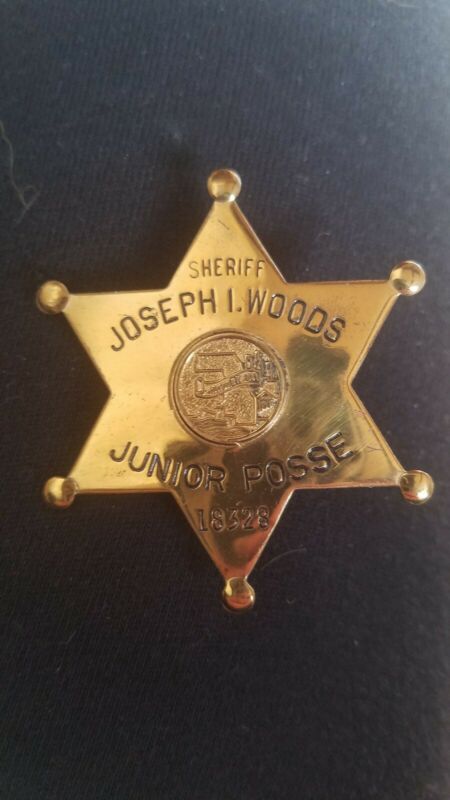 SHERIFF
JOSEPH I. WOODS
JUNIOR POSSE
18328